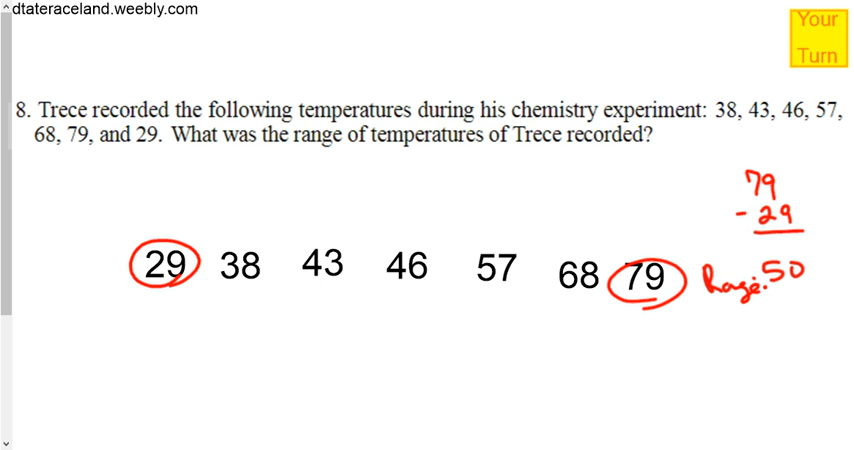 dtateraceland.weebly.com
Your
Turn
8. Trece recorded the following temperatures during his chemistry experiment: 38, 43, 46, 57,
68, 79, and 29. What was the range of temperatures of Trece recorded?
79
- 29
29 38 43 46 57 68 79 Range: 50